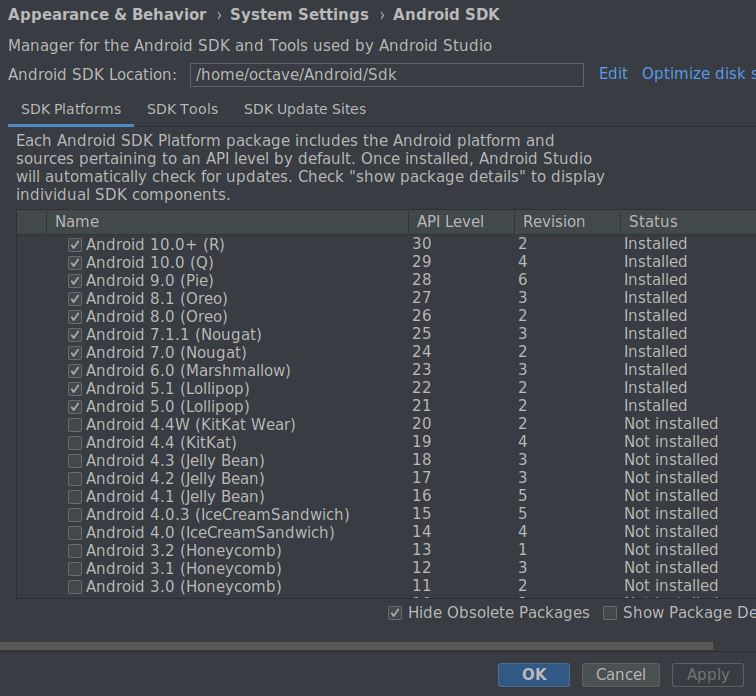 Appearance & Behavior › System Settings › Android SDK
Manager for the Android SDK and Tools used by Android Studio
Android SDK Location: /home/octave/Android/Sdk Edit Optimize disk s
SDK Platforms SDK Tools SDK Update Sites
Each Android SDK Platform package includes the Android platform and
sources pertaining to an API level by default. Once installed, Android Studio
will automatically check for updates. Check "show package details" to display
individual SDK components.
Name API Level Revision Status
Android 10.0+ (R) 30 2 Installed
Android 10.0 (Q) 29 4 Installed
Android 9.0 (Pie) 28 6 Installed
Android 8.1 (Oreo) 27 3 Installed
Android 8.0 (Oreo) 26 2 Installed
Android 7.1.1 (Nougat) 25 3 Installed
Android 7.0 (Nougat) 24 2 Installed
Android 6.0 (Marshmallow) 23 3 Installed
Android 5.1 (Lollipop) 22 2 Installed
Android 5.0 (Lollipop) 21 2 Installed
Android 4.4W (KitKat Wear) 20 2 Not installed
Android 4.4 (KitKat) 19 4 Not installed
Android 4.3 (Jelly Bean) 18 3 Not installed
Android 4.2 (Jelly Bean) 17 3 Not installed
Android 4.1 (Jelly Bean) 16 5 Not installed
Android 4.0.3 (IceCreamSandwich) 15 5 Not installed
Android 4.0 (IceCreamSandwich) 14 4 Not installed
Android 3.2 (Honeycomb) 13 1 Not installed
Android 3.1 (Honeycomb) 12 3 Not installed
Android 3.0 (Honeycomb) 11 2 Not installed
Hide Obsolete Packages Show Package De
OK Cancel Apply